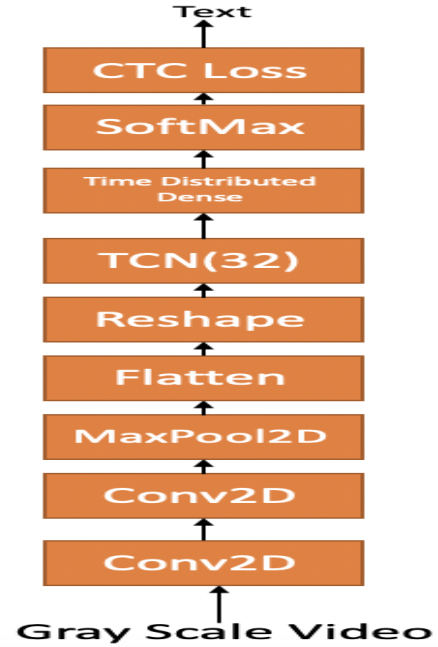 Text
CTC Loss
SoftMax
Time Distributed
Dense
TCN(32)
Reshape
Flatten
MaxPool2D
Conv2D
Conv2D
Gray Scale Video